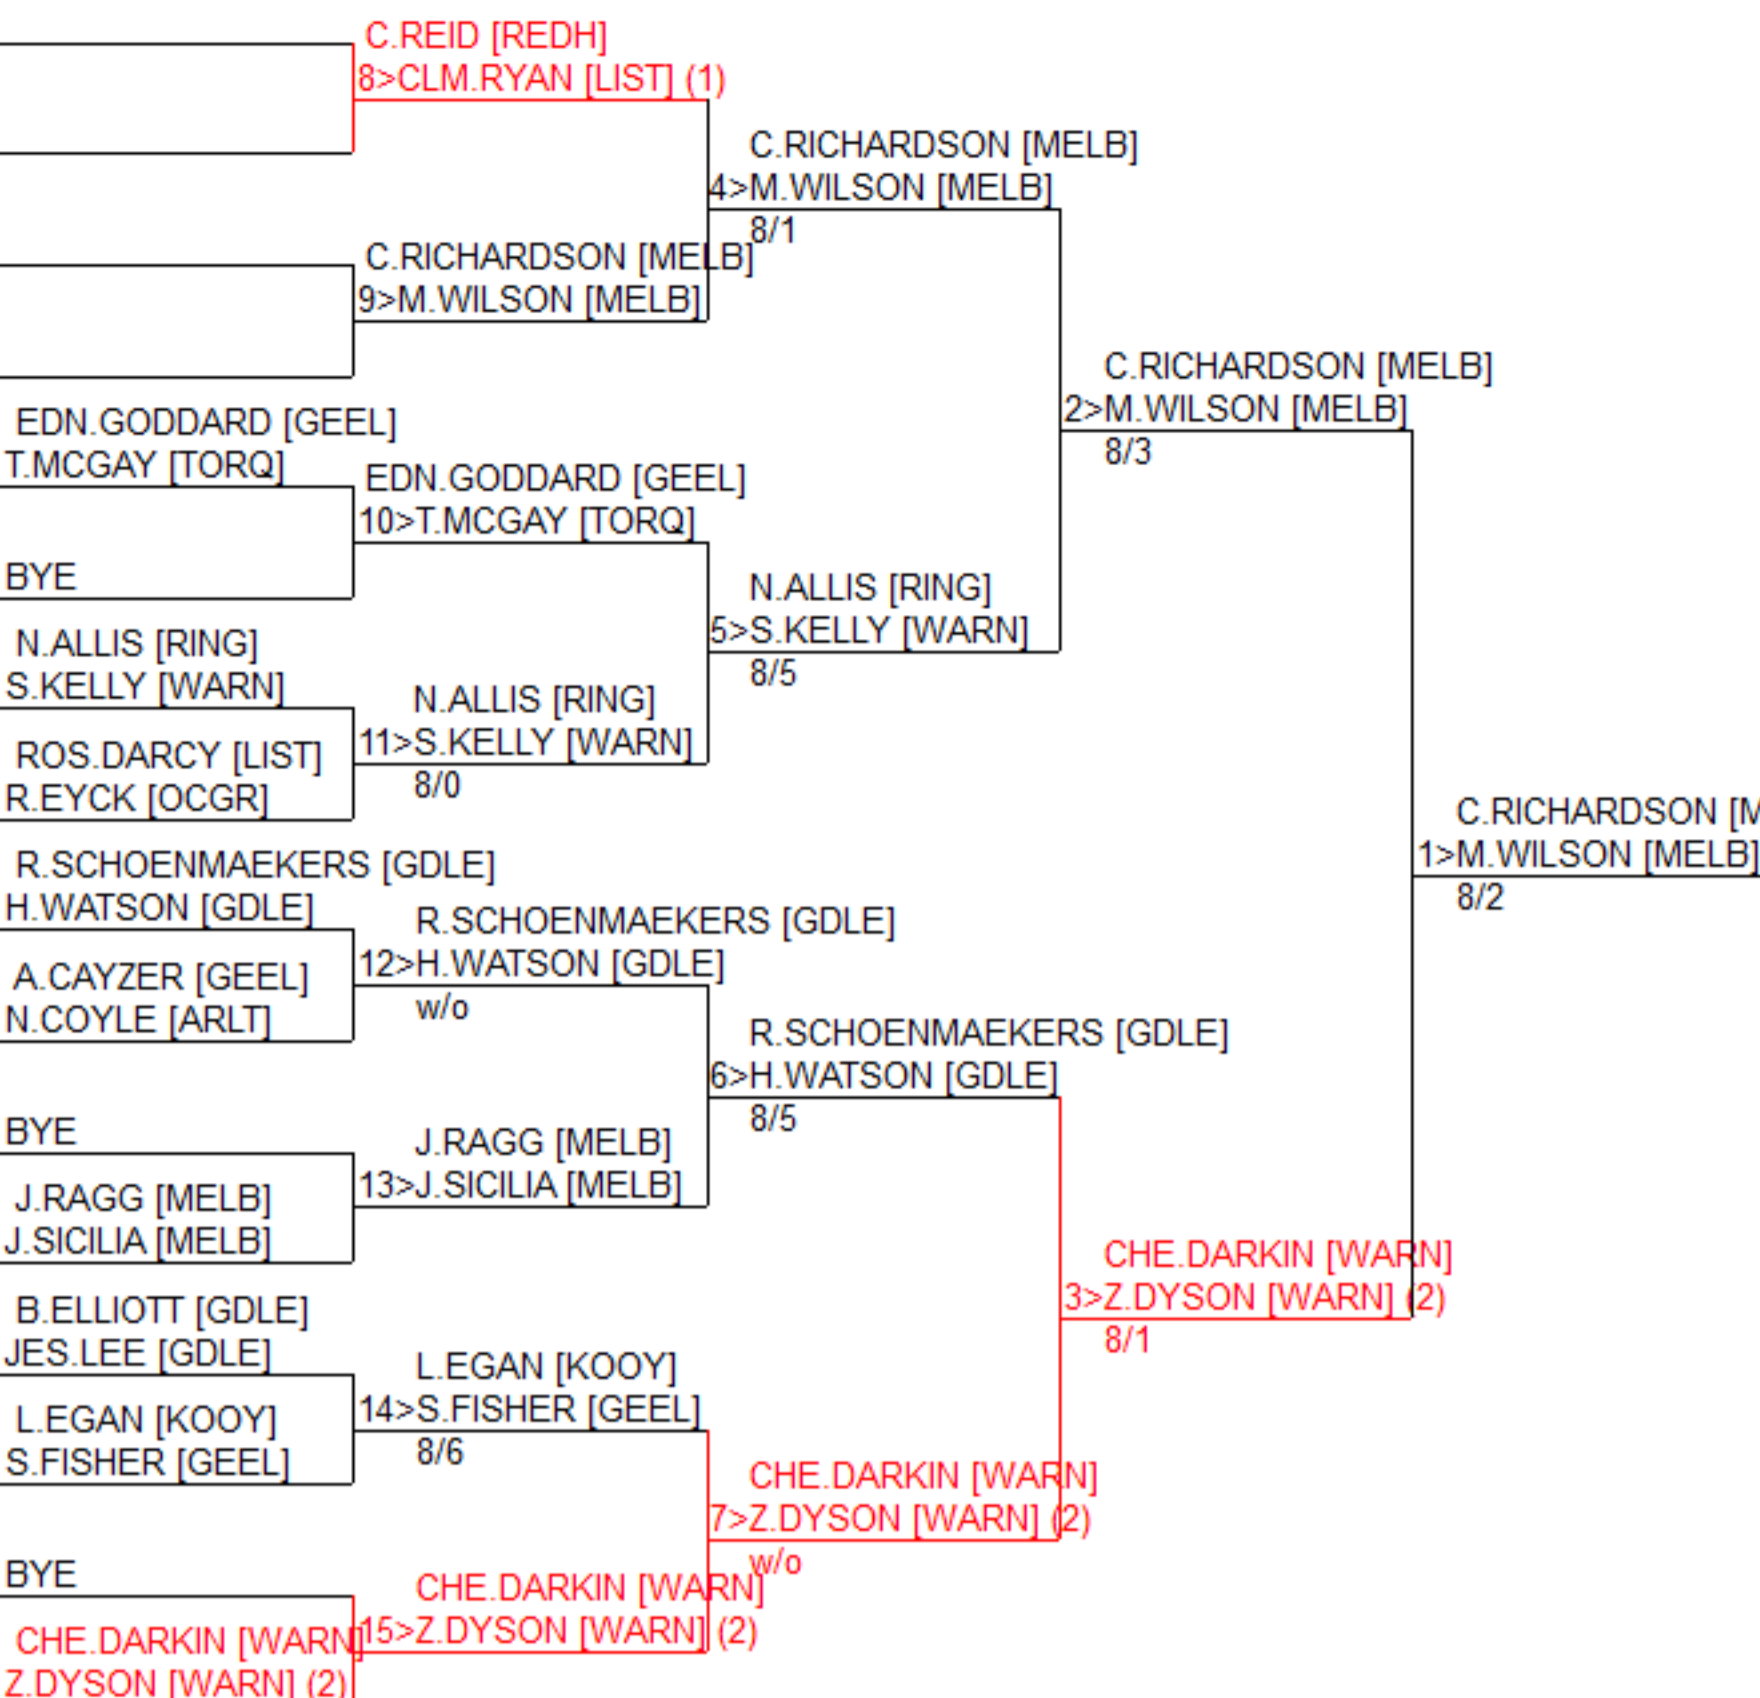 C.REID [REDH]
8>CLM.RYAN [LIST] (1)
C.RICHARDSON [MELB]
4>M.WILSON [MELB]
8/1
C.RICHARDSON [MELB]
9>M.WILSON [MELB]
C.RICHARDSON [MELB]
2>M.WILSON [MELB]
8/3
EDN.GODDARD [GEEL]
T.MCGAY [TORQ]
EDN.GODDARD [GEEL]
10>T.MCGAY [TORQ]
BYE
N.ALLIS [RING]
5>S.KELLY [WARN]
8/5
N.ALLIS [RING]
S.KELLY [WARN]
N.ALLIS [RING]
11>S.KELLY [WARN]
8/0
ROS.DARCY [LIST]
R.EYCK [OCGR]
C.RICHARDSON [M
1>M.WILSON [MELB]
8/2
R.SCHOENMAEKERS [GDLE]
H.WATSON [GDLE]
R.SCHOENMAEKERS [GDLE]
12>H.WATSON [GDLE]
w/o
A.CAYZER [GEEL]
N.COYLE [ARLT]
R.SCHOENMAEKERS [GDLE]
6>H.WATSON [GDLE]
8/5
BYE
J.RAGG [MELB]
13>J.SICILIA [MELB]
J.RAGG [MELB]
J.SICILIA [MELB]
CHE.DARKIN [WARN]
3>Z.DYSON [WARN] (2)
8/1
B.ELLIOTT [GDLE]
JES.LEE [GDLE]
L.EGAN [KOOY]
14>S.FISHER [GEEL]
8/6
L.EGAN [KOOY]
S.FISHER [GEEL]
CHE.DARKIN [WARN]
7>Z.DYSON [WARN] (2)
w/o
BYE
CHE.DARKIN [WARN]
15>Z.DYSON [WARN] (2)
CHE.DARKIN [WARN]
Z.DYSON [WARN] (2)